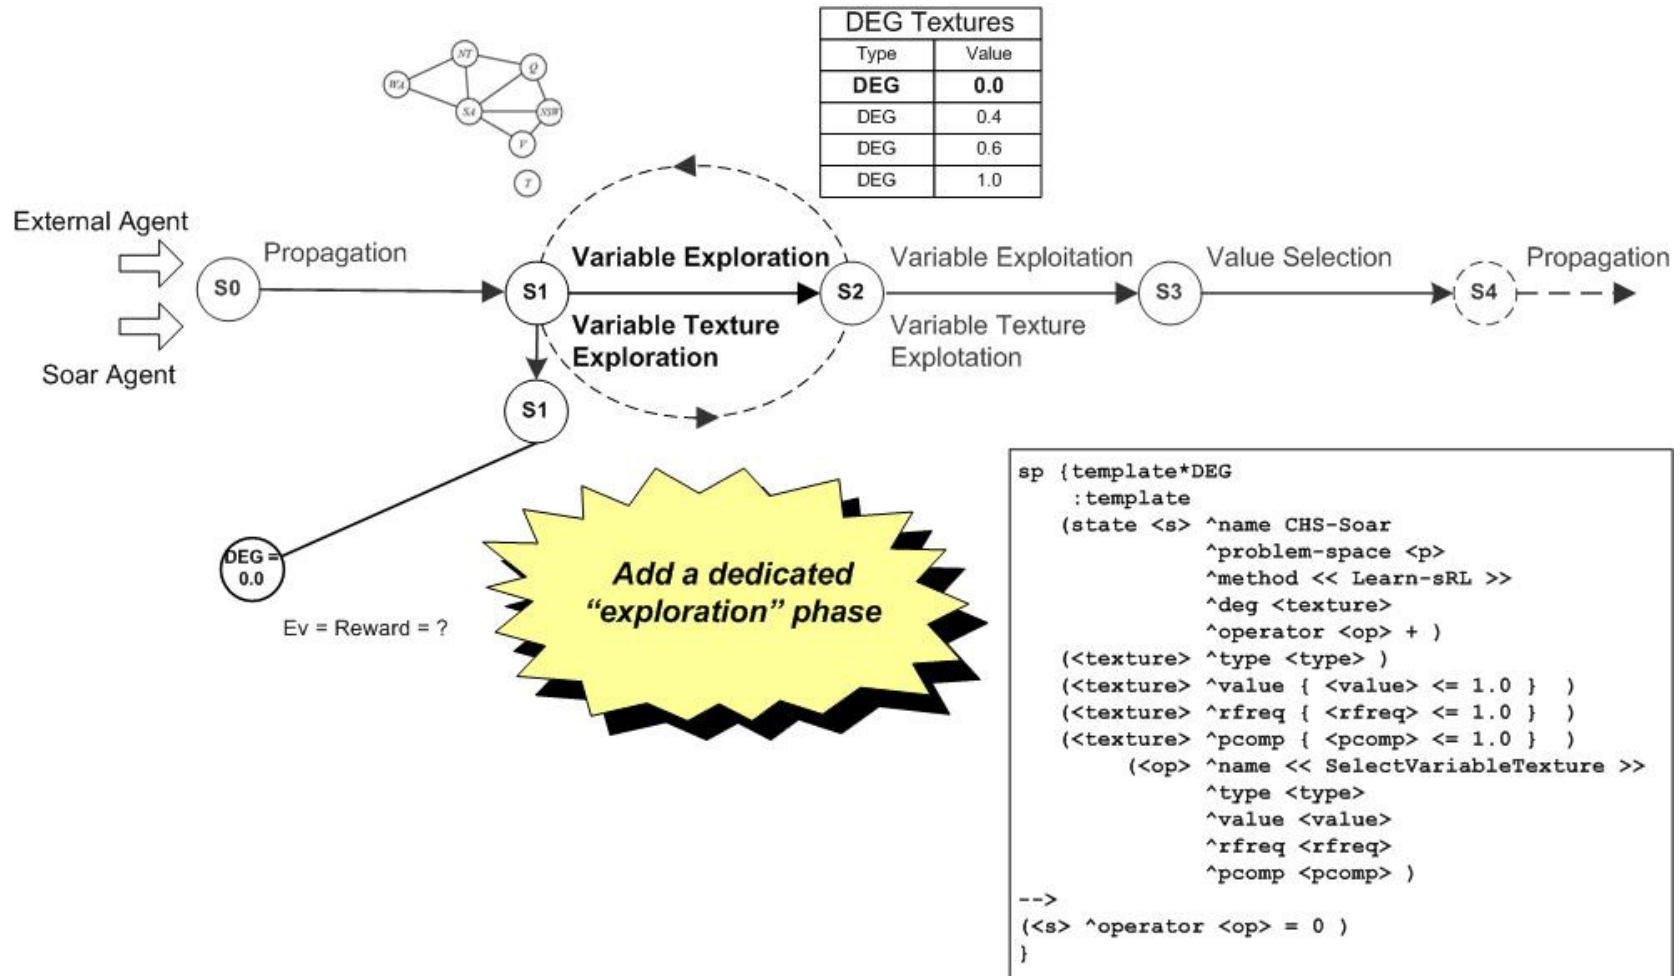 DEG Textures
Type Value
DEG 0.0
DEG 0.4
DEG 0.6
DEG 1.0
NT
Q
WA
SA
NSW
V
T
External Agent
Soar Agent
Propagation
Variable Exploration
Variable Exploitation
Value Selection
Propagation
S0
S1
S2
S3
S4
Variable Texture
Exploration
Variable Texture
Explotation
S1
DEG =
0.0
Ev = Reward = ?
Add a dedicated
“exploration” phase
sp {template*DEG
:template
(state <s> ^name CHS-Soar
^problem-space <p>
^method << Learn-sRL >>
^deg <texture>
^operator <op> + )
(<texture> ^type <type> )
(<texture> ^value { <value> <= 1.0 } )
(<texture> ^rfreq { <rfreq> <= 1.0 } )
(<texture> ^pcomp { <pcomp> <= 1.0 } )
(<op> ^name << SelectVariableTexture >>
^type <type>
^value <value>
^rfreq <rfreq>
^pcomp <pcomp> )
-->
(<s> ^operator <op> = 0 )
}